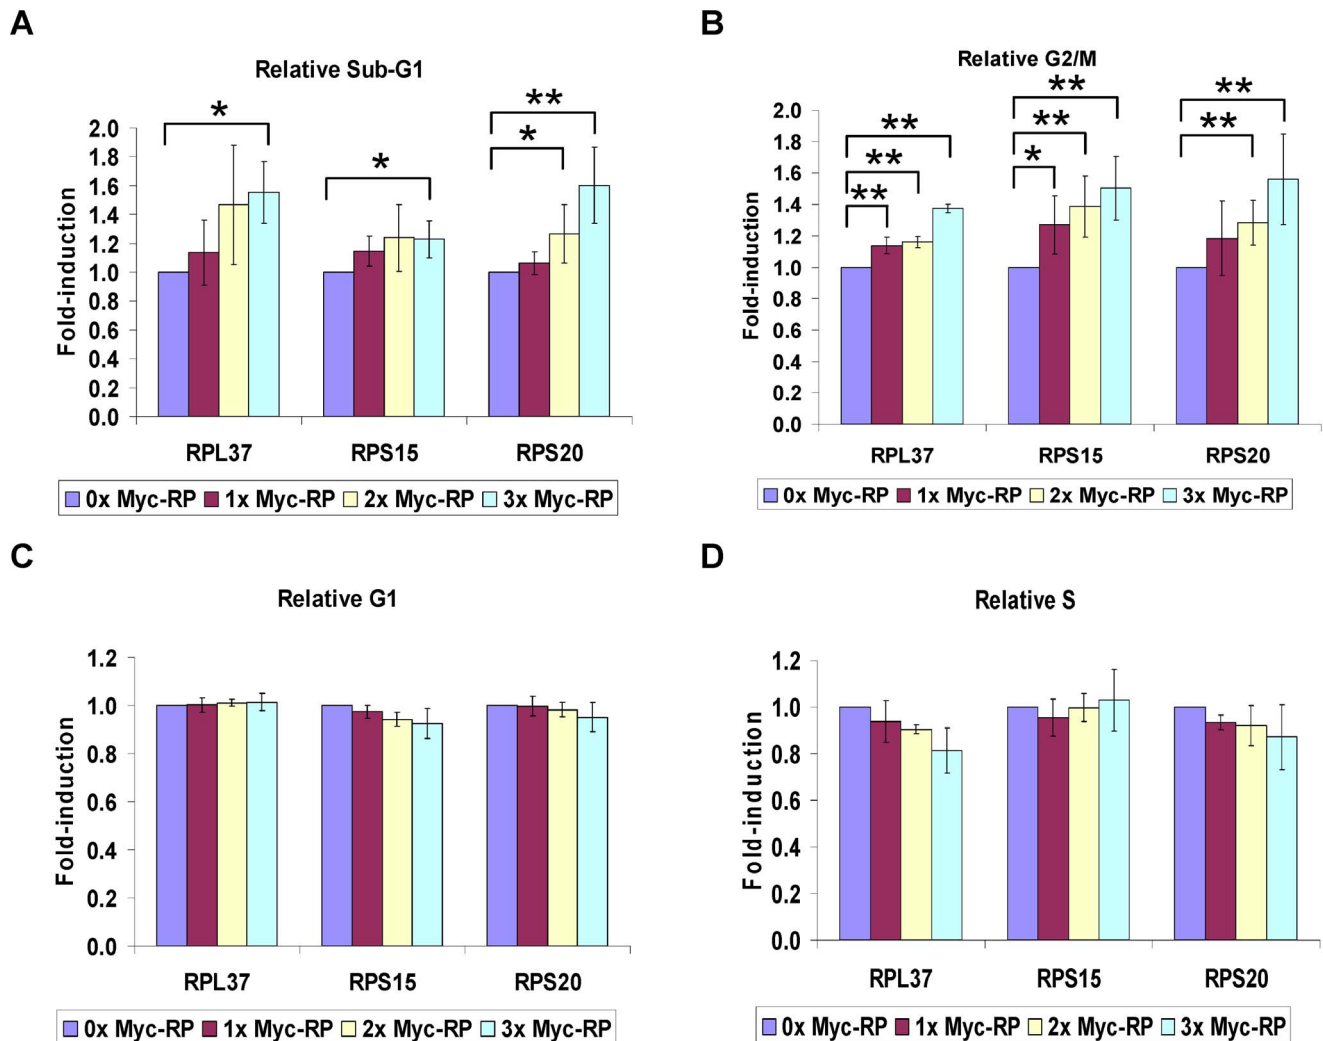 A
Relative Sub-G1
*
*
**
*
Fold-induction
2.0
1.8
1.6
1.4
1.2
1.0
0.8
0.6
0.4
0.2
0.0
RPL37 RPS15 RPS20
0x Myc-RP 1x Myc-RP 2x Myc-RP 3x Myc-RP
B
Relative G2/M
**
**
**
**
**
*
**
**
Fold-induction
2.0
1.8
1.6
1.4
1.2
1.0
0.8
0.6
0.4
0.2
0.0
RPL37 RPS15 RPS20
0x Myc-RP 1x Myc-RP 2x Myc-RP 3x Myc-RP
C
Relative G1
Fold-induction
1.2
1.0
0.8
0.6
0.4
0.2
0.0
RPL37 RPS15 RPS20
0x Myc-RP 1x Myc-RP 2x Myc-RP 3x Myc-RP
D
Relative S
Fold-induction
1.2
1.0
0.8
0.6
0.4
0.2
0.0
RPL37 RPS15 RPS20
0x Myc-RP 1x Myc-RP 2x Myc-RP 3x Myc-RP